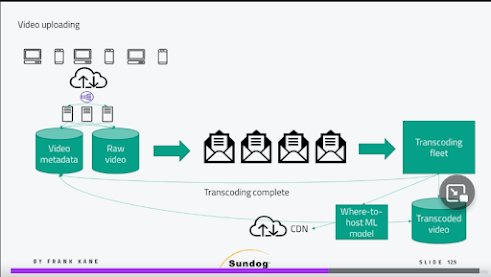 Video uploading
Video
metadata
Raw
video
Transcoding
fleet
Transcoding complete
CDN
Where-to-
host ML
model
Transcoded
video
BY FRANK KANE
Sundog
SLIDE 125